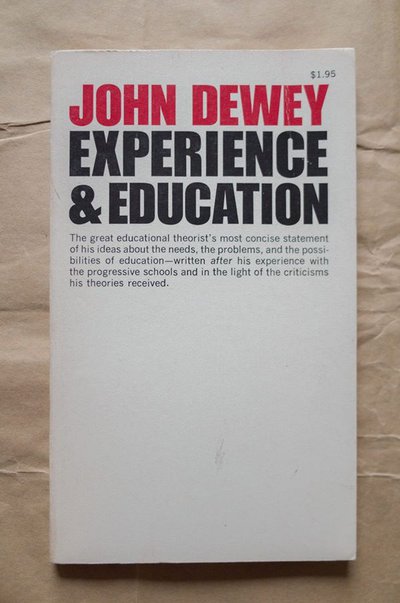 $1.95
JOHN DEWEY
EXPERIENCE
& EDUCATION
The great educational theorist's most concise statement
of his ideas about the needs, the problems, and the possi-
bilities of education—written after his experience with
the progressive schools and in the light of the criticisms
his theories received.